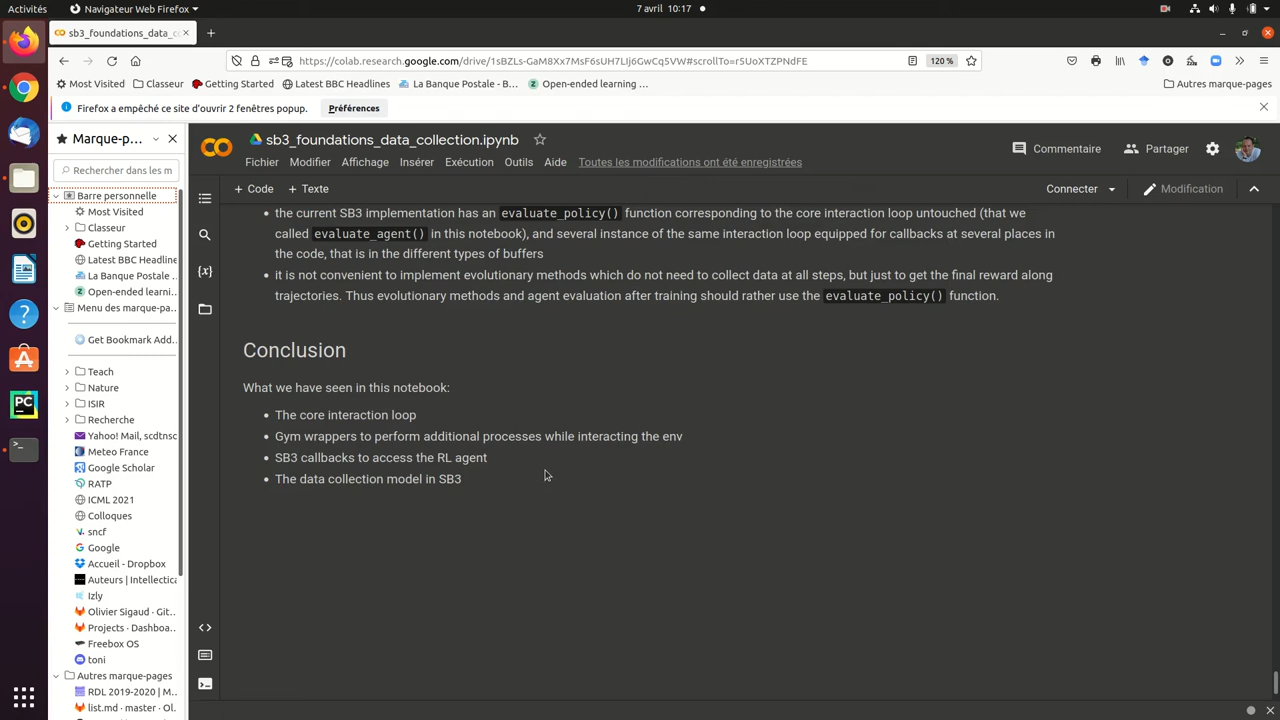 Activités
Navigateur Web Firefox
7 avril 10:17
sb3_foundations_data_c
https://colab.research.google.com/drive/1sBZLs-GaM8Xx7MsF6sUH7LIj6GwCq5VW#scrollTo=r5UoXTZPNdFE
120 %
Most Visited
Classeur
Getting Started
Latest BBC Headlines
La Banque Postale - B...
Open-ended learning ...
Autres marque-pages
Firefox a empêché ce site d'ouvrir 2 fenêtres popup.
Préférences
Marque-p...
Rechercher dans les m
Barre personnelle
Most Visited
Classeur
Getting Started
Latest BBC Headline
La Banque Postale
Open-ended learni...
Menu des marque-pa...
Get Bookmark Add...
Teach
Nature
ISIR
Recherche
Yahoo! Mail, scdtnsc
Meteo France
Google Scholar
RATP
ICML 2021
Colloques
sncf
Google
Accueil - Dropbox
Auteurs | Intellectica
Izly
Olivier Sigaud · Git...
Projects · Dashboa...
Freebox OS
toni
Autres marque-pages
RDL 2019-2020 | M...
list.md · master · Ol...
sb3_foundations_data_collection.ipynb
Fichier Modifier Affichage Insérer Exécution Outils Aide Toutes les modifications ont été enregistrées
Commentaire
Partager
+ Code + Texte
Connecter
Modification
the current SB3 implementation has an evaluate_policy() function corresponding to the core interaction loop untouched (that we
called evaluate_agent() in this notebook), and several instance of the same interaction loop equipped for callbacks at several places in
the code, that is in the different types of buffers
it is not convenient to implement evolutionary methods which do not need to collect data at all steps, but just to get the final reward along
trajectories. Thus evolutionary methods and agent evaluation after training should rather use the evaluate_policy() function.
Conclusion
What we have seen in this notebook:
The core interaction loop
Gym wrappers to perform additional processes while interacting the env
SB3 callbacks to access the RL agent
The data collection model in SB3